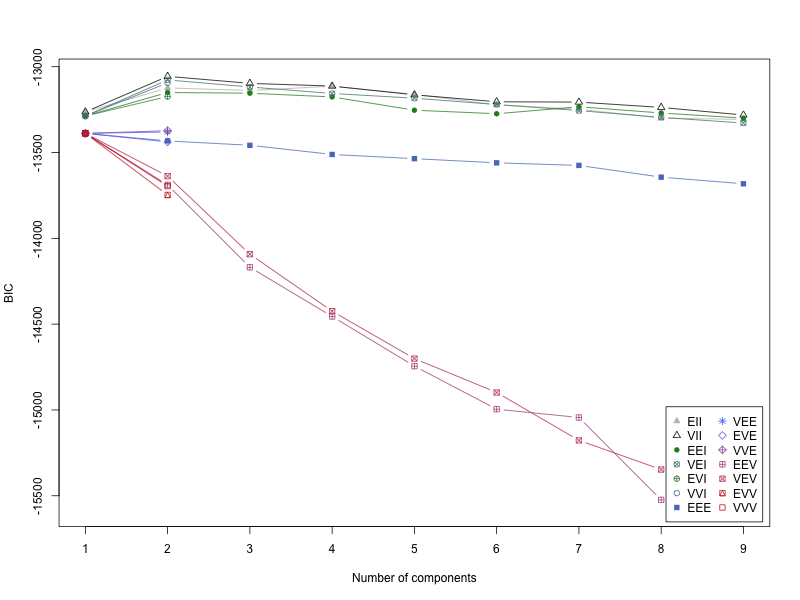 -13000
-13500
-14000
-14500
-15000
-15500
BIC
1 2 3 4 5 6 7 8 9
Number of components
EII VEE
VII EVE
EEI VVE
VEI EEV
EVI VEV
VVI EVV
EEE VVV